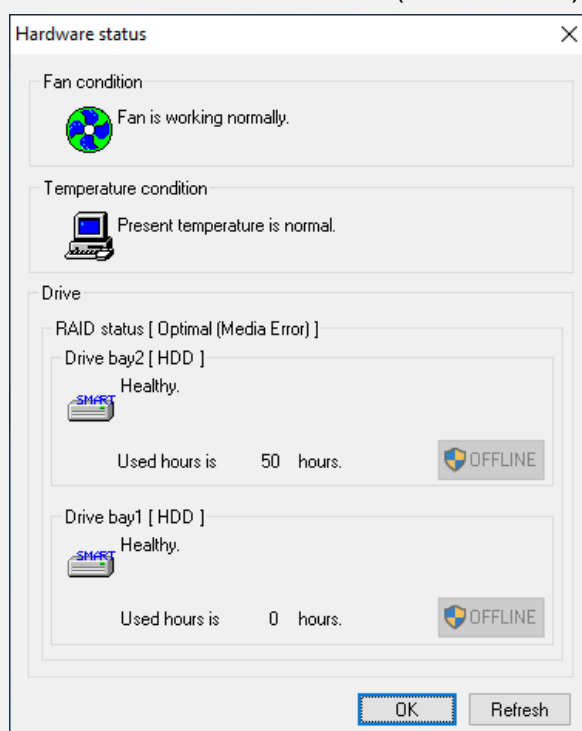 Hardware status
Fan condition
Fan is working normally.
Temperature condition
Present temperature is normal.
Drive
RAID status [ Optimal (Media Error) ]
Drive bay2 [ HDD ]
SMART
Healthy.
Used hours is 50 hours.
OFFLINE
Drive bay1 [ HDD ]
SMART
Healthy.
Used hours is 0 hours.
OFFLINE
OK
Refresh